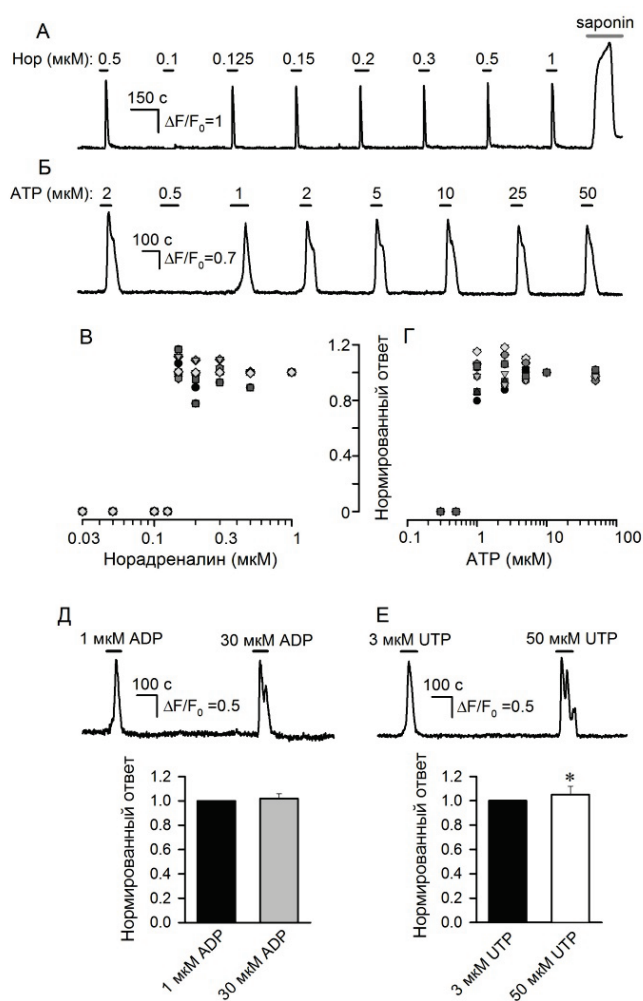 А
saponin
Нор (мкМ): 0.5 0.1 0.125 0.15 0.2 0.3 0.5 1
150 с
ΔF/F0=1
Б
АТР (мкМ): 2 0.5 1 2 5 10 25 50
100 с
ΔF/F0=0.7
В
Г
1.2
0.8
0.4
0
Нормированный ответ
0.03 0.1 0.3 1
Норадреналин (мкМ)
0.1 1 10 100
АТР (мкМ)
Д
1 мкМ ADP 30 мкМ ADP
100 с
ΔF/F0 =0.5
Нормированный ответ
1.2
1.0
0.8
0.6
0.4
0.2
0.0
1 мкМ ADP
30 мкМ ADP
Е
3 мкМ UTP 50 мкМ UTP
100 с
ΔF/F0 =0.5
Нормированный ответ
1.2
1.0
0.8
0.6
0.4
0.2
0.0
*
3 мкМ UTP
50 мкМ UTP